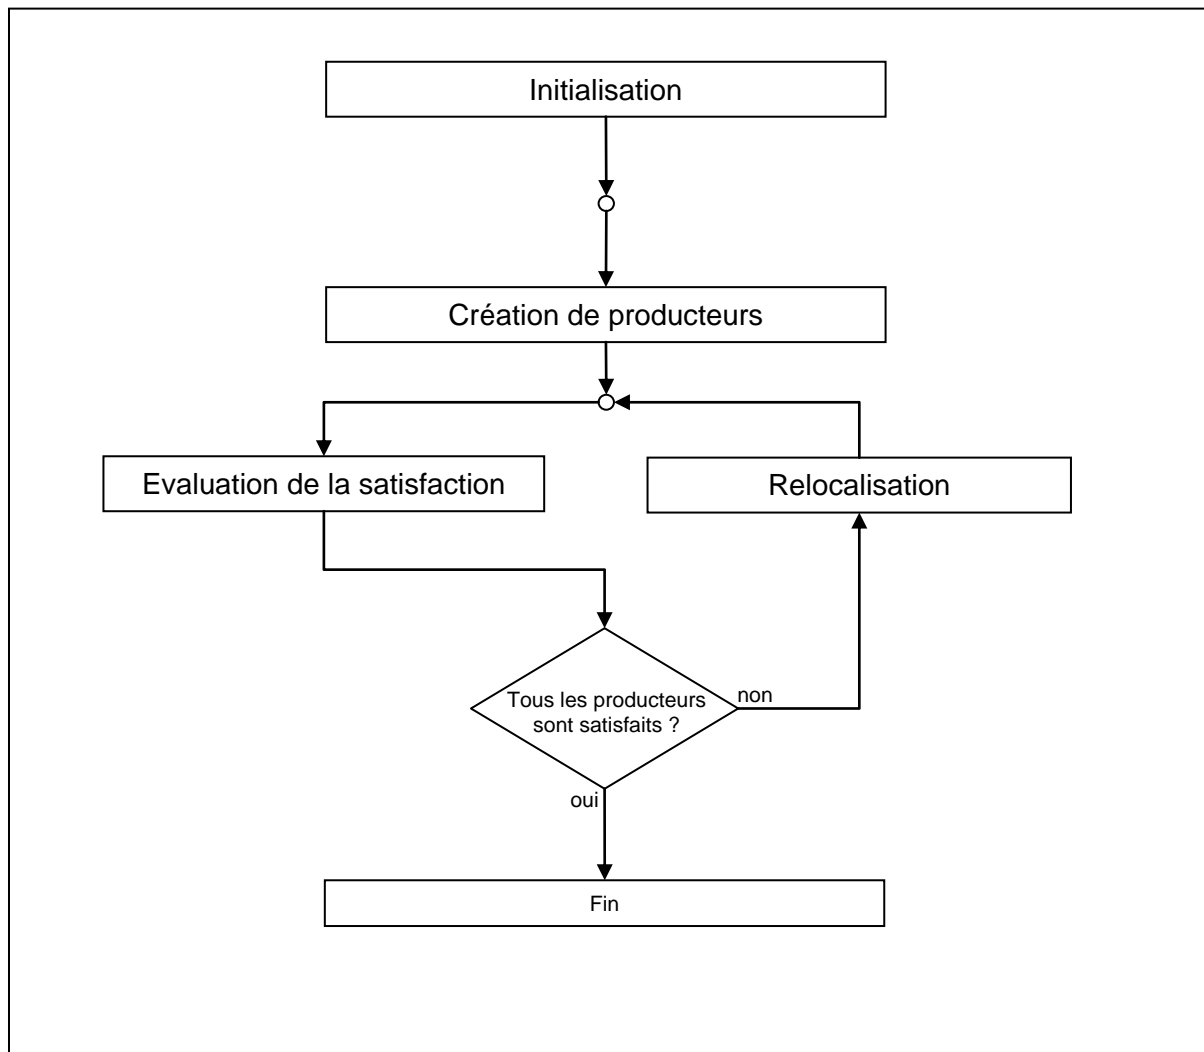 Initialisation
Création de producteurs
Evaluation de la satisfaction
Relocalisation
Tous les producteurs
sont satisfaits ?
non
oui
Fin